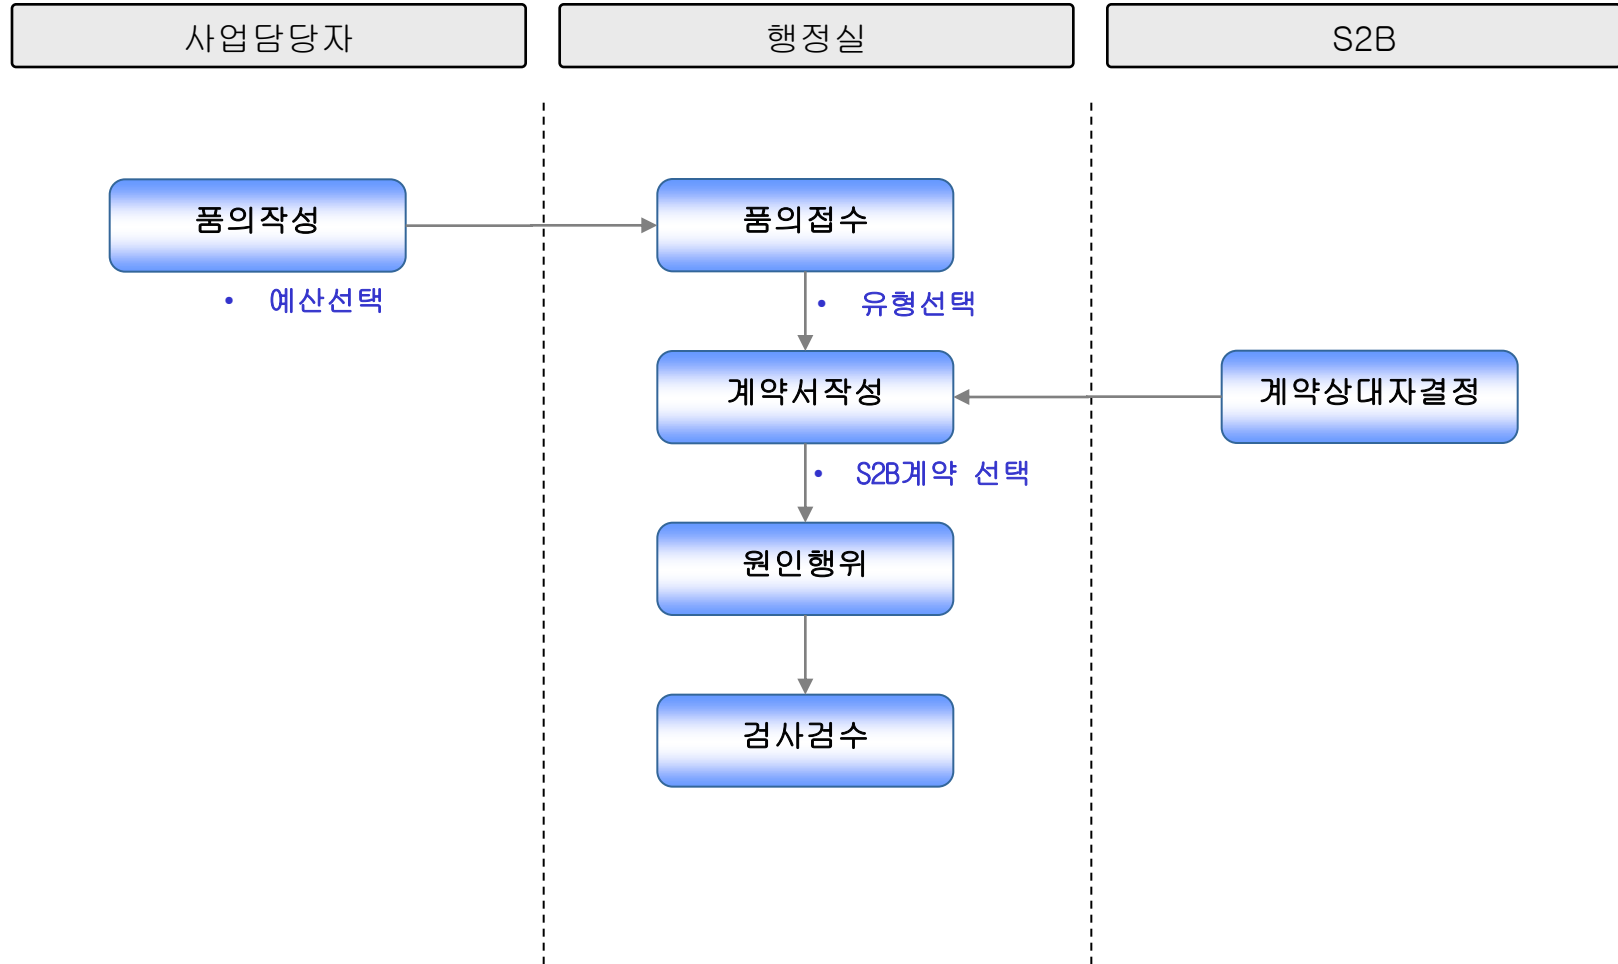 사업담당자
행정실
S2B
품의작성
품의접수
• 예산선택
• 유형선택
계약서작성
계약상대자결정
• S2B계약 선택
원인행위
검사검수